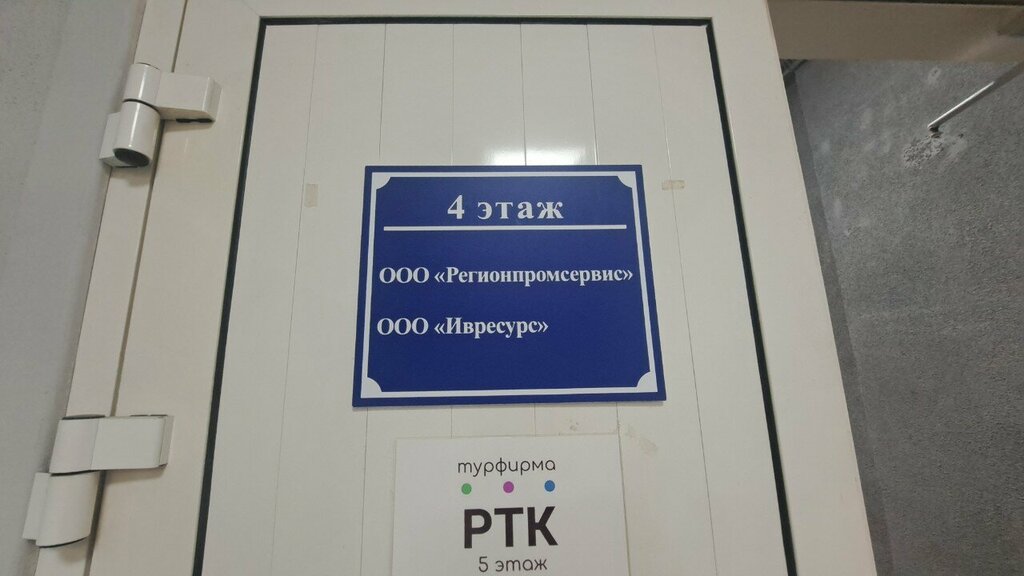 4 этаж
ООО «Регионпромсервис»
ООО «Ивресурс»
турфирма
РТК
5 этаж